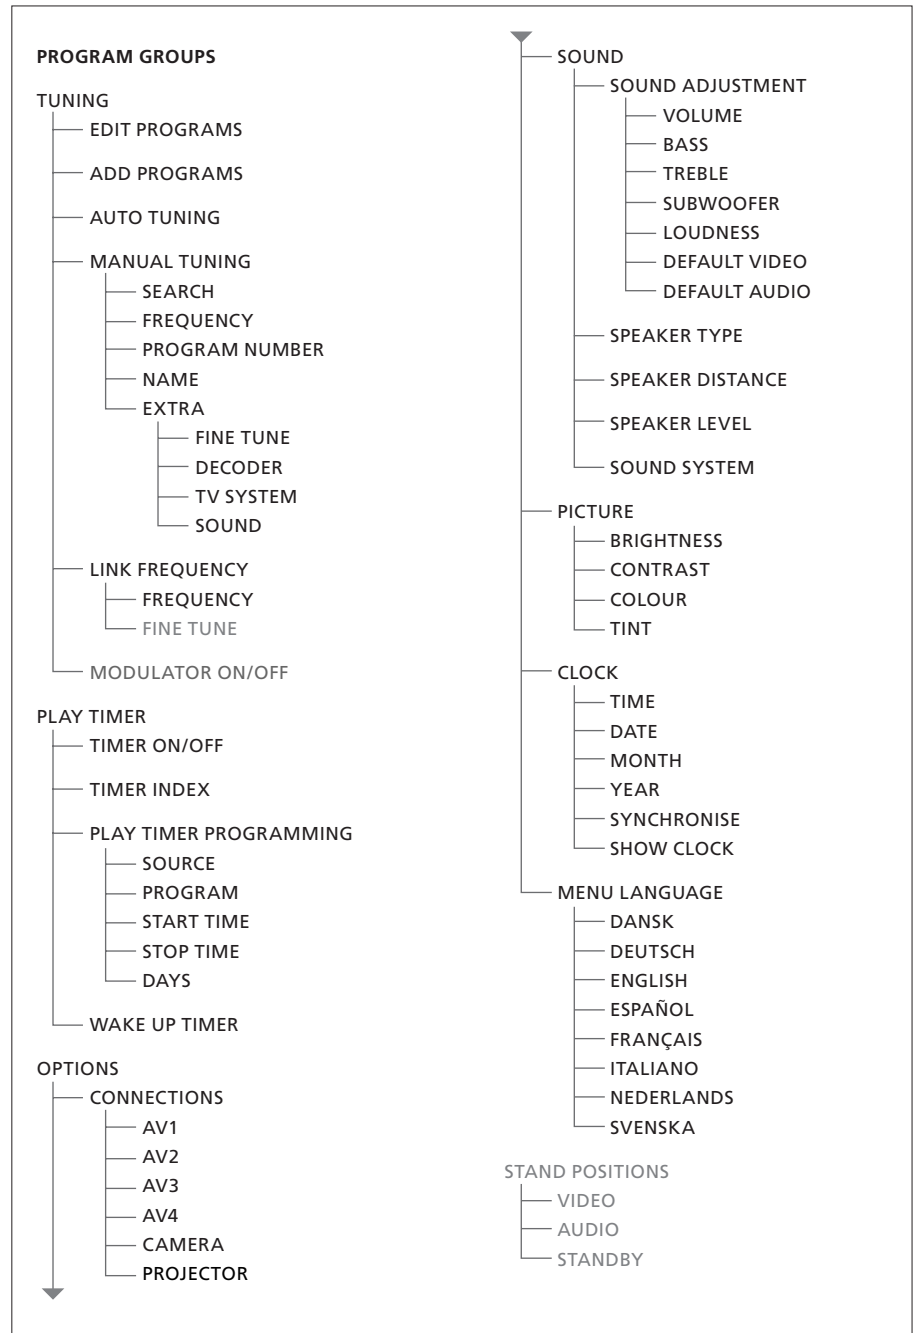 PROGRAM GROUPS
TUNING
EDIT PROGRAMS
ADD PROGRAMS
AUTO TUNING
MANUAL TUNING
SEARCH
FREQUENCY
PROGRAM NUMBER
NAME
EXTRA
FINE TUNE
DECODER
TV SYSTEM
SOUND
LINK FREQUENCY
FREQUENCY
FINE TUNE
MODULATOR ON/OFF
PLAY TIMER
TIMER ON/OFF
TIMER INDEX
PLAY TIMER PROGRAMMING
SOURCE
PROGRAM
START TIME
STOP TIME
DAYS
WAKE UP TIMER
OPTIONS
CONNECTIONS
AV1
AV2
AV3
AV4
CAMERA
PROJECTOR
SOUND
SOUND ADJUSTMENT
VOLUME
BASS
TREBLE
SUBWOOFER
LOUDNESS
DEFAULT VIDEO
DEFAULT AUDIO
SPEAKER TYPE
SPEAKER DISTANCE
SPEAKER LEVEL
SOUND SYSTEM
PICTURE
BRIGHTNESS
CONTRAST
COLOUR
TINT
CLOCK
TIME
DATE
MONTH
YEAR
SYNCHRONISE
SHOW CLOCK
MENU LANGUAGE
DANSK
DEUTSCH
ENGLISH
ESPAÑOL
FRANÇAIS
ITALIANO
NEDERLANDS
SVENSKA
STAND POSITIONS
VIDEO
AUDIO
STANDBY